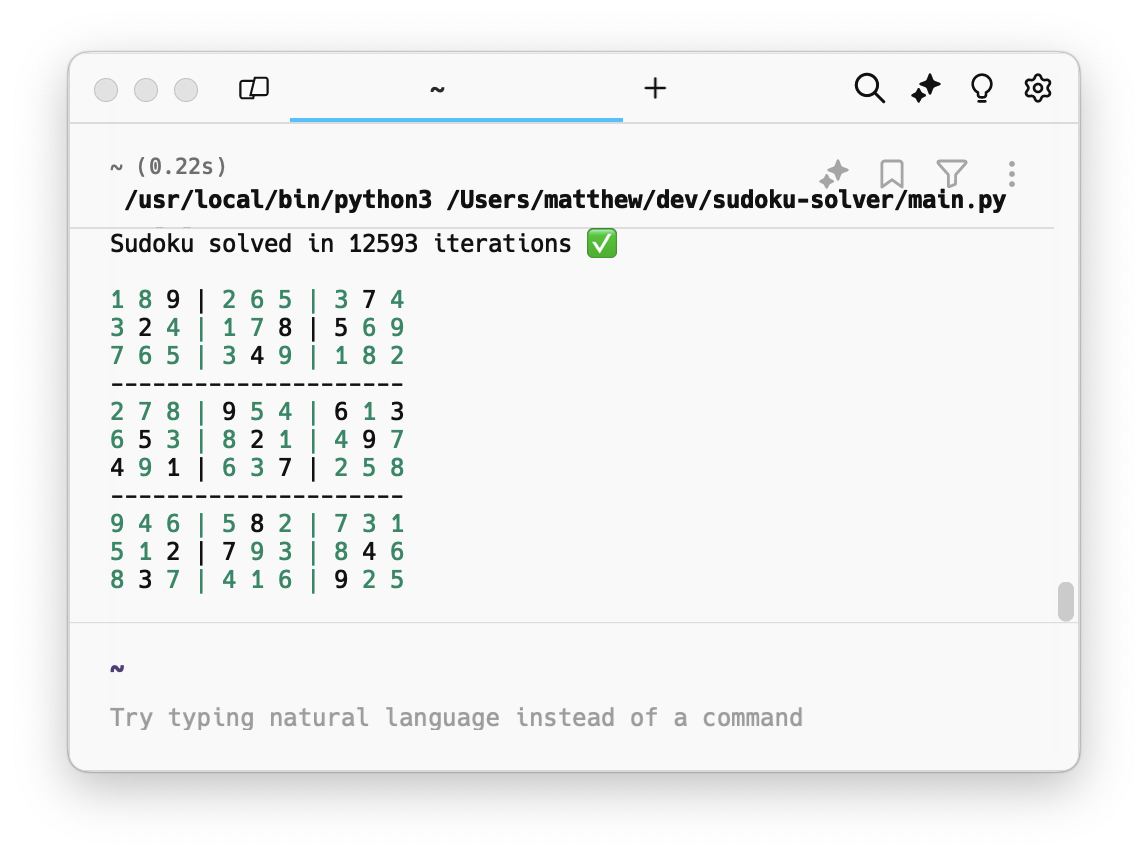 ~
~ (0.22s)
/usr/local/bin/python3 /Users/matthew/dev/sudoku-solver/main.py
Sudoku solved in 12593 iterations ✅
1 8 9 | 2 6 5 | 3 7 4
3 2 4 | 1 7 8 | 5 6 9
7 6 5 | 3 4 9 | 1 8 2
---------------------
2 7 8 | 9 5 4 | 6 1 3
6 5 3 | 8 2 1 | 4 9 7
4 9 1 | 6 3 7 | 2 5 8
---------------------
9 4 6 | 5 8 2 | 7 3 1
5 1 2 | 7 9 3 | 8 4 6
8 3 7 | 4 1 6 | 9 2 5
~
Try typing natural language instead of a command